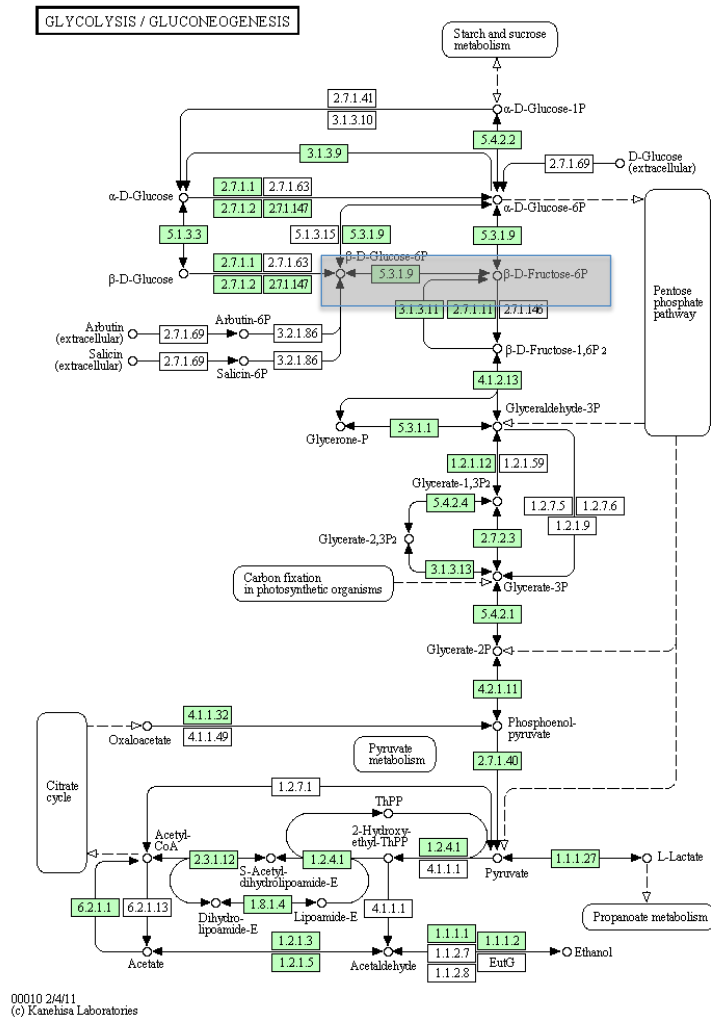 GLYCOLYSIS / GLUCONEOGENESIS
Starch and sucrose
metabolism
2.7.1.41
3.1.3.10
α-D-Glucose-1P
5.4.2.2
3.1.3.9
2.7.1.69
D-Glucose
(extracellular)
α-D-Glucose
2.7.1.1
2.7.1.63
2.7.1.2
2.7.1.147
α-D-Glucose-6P
5.1.3.3
5.1.3.15
5.3.1.9
5.3.1.9
β-D-Glucose-6P
β-D-Glucose
2.7.1.1
2.7.1.63
2.7.1.2
2.7.1.147
5.3.1.9
β-D-Fructose-6P
Pentose
phosphate
pathway
3.1.3.11
2.7.1.11
2.7.1.146
Arbutin
(extracellular)
2.7.1.69
Arbutin-6P
3.2.1.86
Salicin
(extracellular)
2.7.1.69
Salicin-6P
3.2.1.86
β-D-Fructose-1,6P2
4.1.2.13
Glyceraldehyde-3P
Glycerone-P
5.3.1.1
1.2.1.12
1.2.1.59
Glycerate-1,3P2
5.4.2.4
1.2.7.5
1.2.7.6
1.2.1.9
Glycerate-2,3P2
2.7.2.3
3.1.3.13
Carbon fixation
in photosynthetic organisms
Glycerate-3P
5.4.2.1
Glycerate-2P
4.2.1.11
4.1.1.32
4.1.1.49
Oxaloacetate
Phosphoenol-
pyruvate
Pyruvate
metabolism
2.7.1.40
Citrate
cycle
1.2.7.1
ThPP
Acetyl-
CoA
2-Hydroxy-
ethyl-ThPP
2.3.1.12
S-Acetyl-
dihydrolipoamide-E
1.2.4.1
1.2.4.1
4.1.1.1
Pyruvate
1.1.1.27
L-Lactate
6.2.1.1
6.2.1.13
Dihydro-
lipoamide-E
1.8.1.4
Lipoamide-E
4.1.1.1
Propanoate metabolism
1.2.1.3
1.2.1.5
Acetate
Acetaldehyde
1.1.1.1
1.1.1.2
1.1.2.7
EutG
1.1.2.8
Ethanol
00010 2/4/11
(c) Kanehisa Laboratories